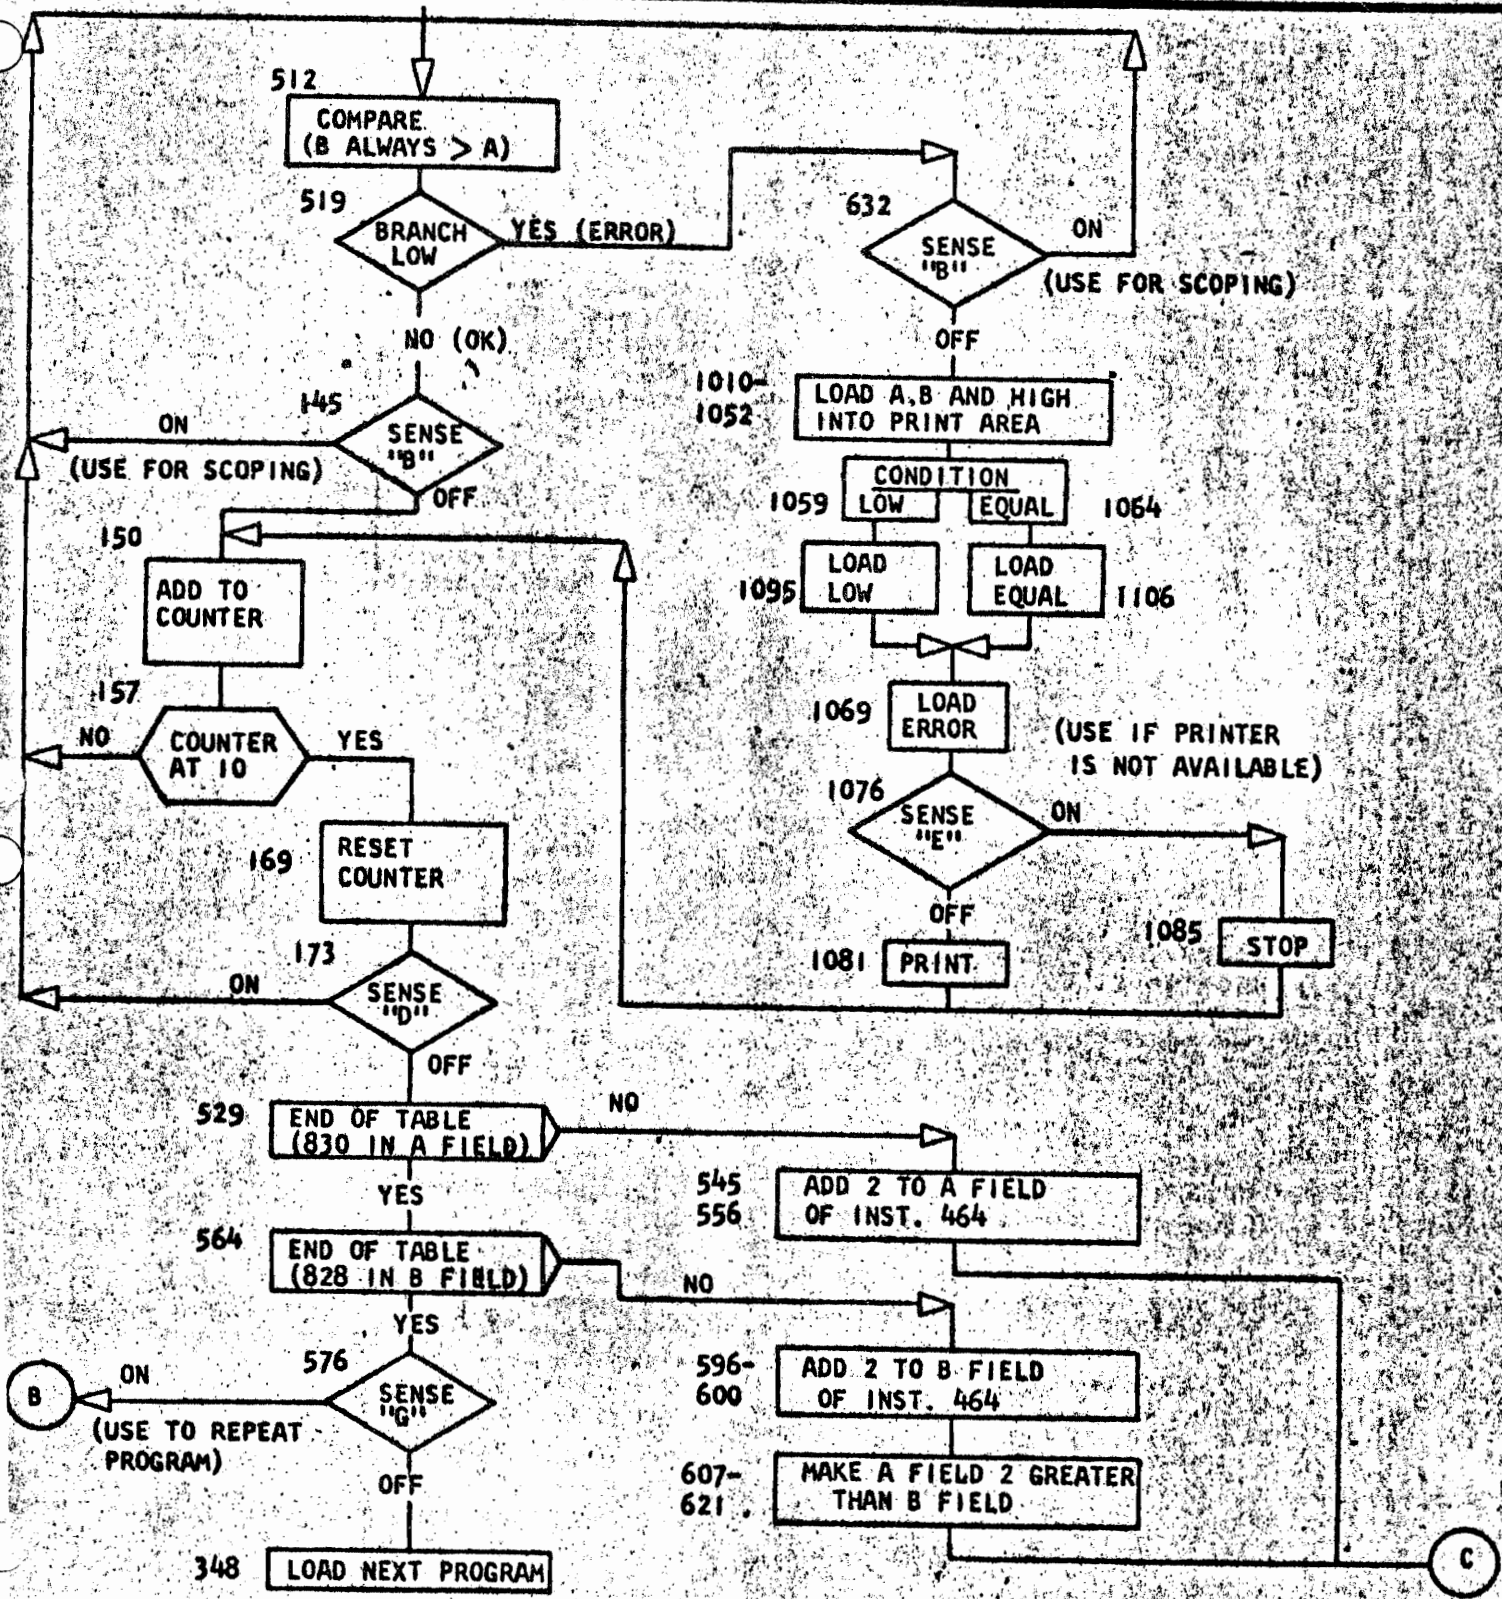 512
COMPARE
(B ALWAYS > A)
519
BRANCH
LOW
YES (ERROR)
NO (OK)
632
SENSE
"B"
ON
(USE FOR SCOPING)
OFF
145
SENSE
"B"
ON
(USE FOR SCOPING)
OFF
1010-
1052
LOAD A,B AND HIGH
INTO PRINT AREA
CONDITION
LOW
EQUAL
1059
1064
LOAD
LOW
1095
LOAD
EQUAL
1106
150
ADD TO
COUNTER
157
COUNTER
AT 10
NO
YES
1069
LOAD
ERROR
(USE IF PRINTER
IS NOT AVAILABLE)
1076
SENSE
"E"
ON
OFF
169
RESET
COUNTER
1081
PRINT
1085
STOP
173
SENSE
"D"
ON
OFF
529
END OF TABLE
(830 IN A FIELD)
NO
YES
545
556
ADD 2 TO A FIELD
OF INST. 464
564
END OF TABLE
(828 IN B FIELD)
NO
YES
576
SENSE
"G"
ON
B
(USE TO REPEAT
PROGRAM)
OFF
596-
600
ADD 2 TO B FIELD
OF INST. 464
607-
621
MAKE A FIELD 2 GREATER
THAN B FIELD
348
LOAD NEXT PROGRAM
C